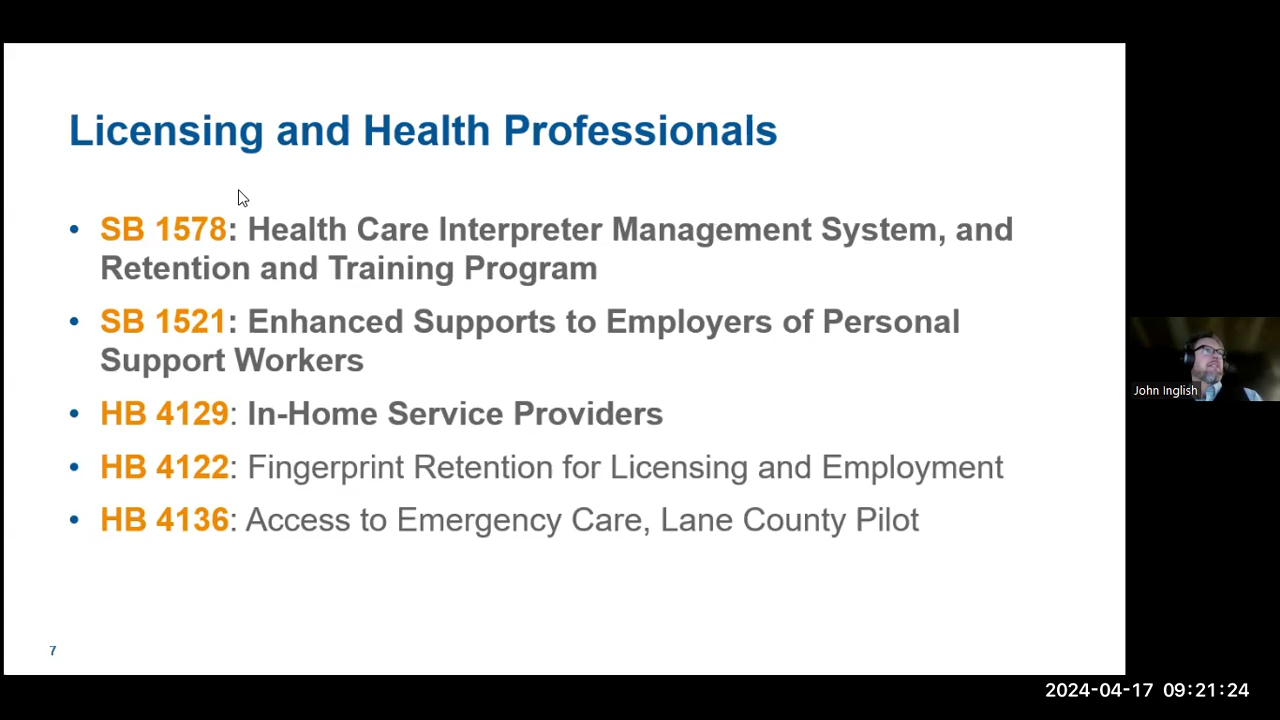 Licensing and Health Professionals
• SB 1578: Health Care Interpreter Management System, and
Retention and Training Program
• SB 1521: Enhanced Supports to Employers of Personal
Support Workers
• HB 4129: In-Home Service Providers
• HB 4122: Fingerprint Retention for Licensing and Employment
• HB 4136: Access to Emergency Care, Lane County Pilot
7
John Inglish
2024-04-17 09:21:24